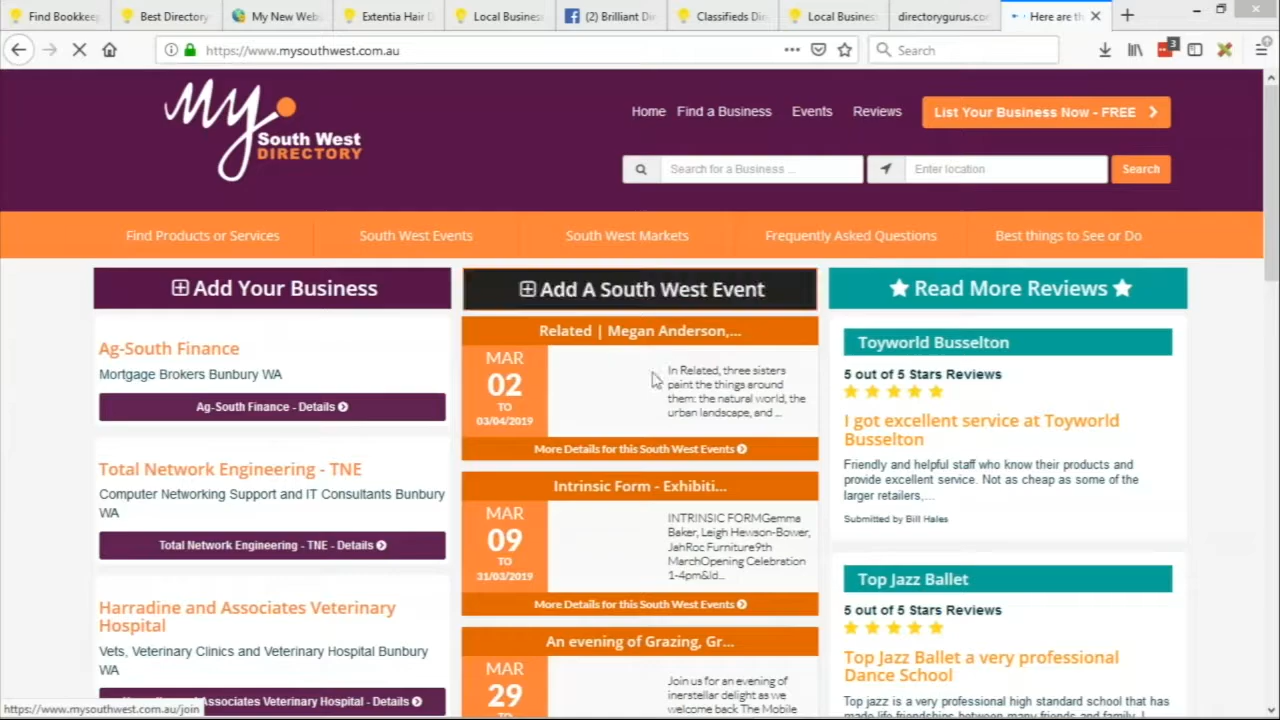 Find Bookkee
Best Directory
My New Web
Extentia Hair D
Local Busines
(2) Brilliant Di
Classifieds Di
Local Busines
directorygurus.co
Here are th
https://www.mysouthwest.com.au
Search
3
My
South West
DIRECTORY
Home Find a Business Events Reviews List Your Business Now - FREE
Search for a Business ... Enter location Search
Find Products or Services South West Events South West Markets Frequently Asked Questions Best things to See or Do
Add Your Business
Ag-South Finance
Mortgage Brokers Bunbury WA
Ag-South Finance - Details
Total Network Engineering - TNE
Computer Networking Support and IT Consultants Bunbury
WA
Total Network Engineering - TNE - Details
Harradine and Associates Veterinary
Hospital
Vets, Veterinary Clinics and Veterinary Hospital Bunbury
WA
Associates Veterinary Hospital - Details
https://www.mysouthwest.com.au/join
Add A South West Event
Related | Megan Anderson,...
MAR
02
TO
03/04/2019
In Related, three sisters
paint the things around
them: the natural world, the
urban landscape, and ...
More Details for this South West Events
Intrinsic Form - Exhibiti...
MAR
09
TO
31/03/2019
INTRINSIC FORMGemma
Baker, Leigh Hewson-Bower,
JahRoc Furniture9th
MarchOpening Celebration
1-4pm&ld...
More Details for this South West Events
An evening of Grazing, Gr...
MAR
29
TO
Join us for an evening of
inerstellar delight as we
welcome back The Mobile
Read More Reviews
Toyworld Busselton
5 out of 5 Stars Reviews
I got excellent service at Toyworld
Busselton
Friendly and helpful staff who know their products and
provide excellent service. Not as cheap as some of the
larger retailers,...
Submitted by Bill Hales
Top Jazz Ballet
5 out of 5 Stars Reviews
Top Jazz Ballet a very professional
Dance School
Top jazz is a very professional high standard school that has
made life friendships between many friends and family. I